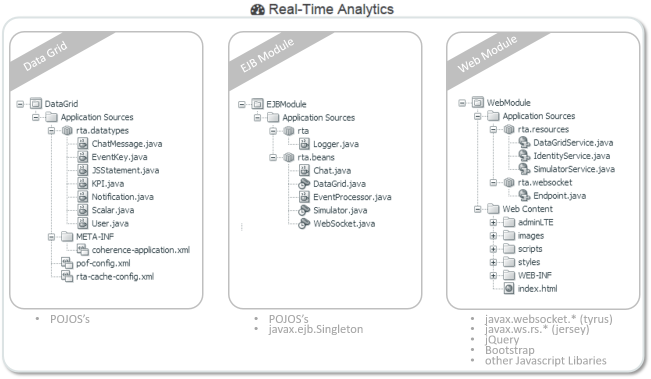 Real-Time Analytics
Data Grid
DataGrid
Application Sources
rta.datatypes
ChatMessage.java
EventKey.java
JSStatement.java
KPI.java
Notification.java
Scalar.java
User.java
META-INF
coherence-application.xml
pof-config.xml
rta-cache-config.xml
• POJOS's
EJB Module
EJBModule
Application Sources
rta
Logger.java
rta.beans
Chat.java
DataGrid.java
EventProcessor.java
Simulator.java
WebSocket.java
• POJOS's
• javax.ejb.Singleton
Web Module
WebModule
Application Sources
rta.resources
DataGridService.java
IdentityService.java
SimulatorService.java
rta.websocket
Endpoint.java
Web Content
adminLTE
images
scripts
styles
WEB-INF
index.html
• javax.websocket.* (tyrus)
• javax.ws.rs.* (jersey)
• jQuery
• Bootstrap
• other Javascript Libaries